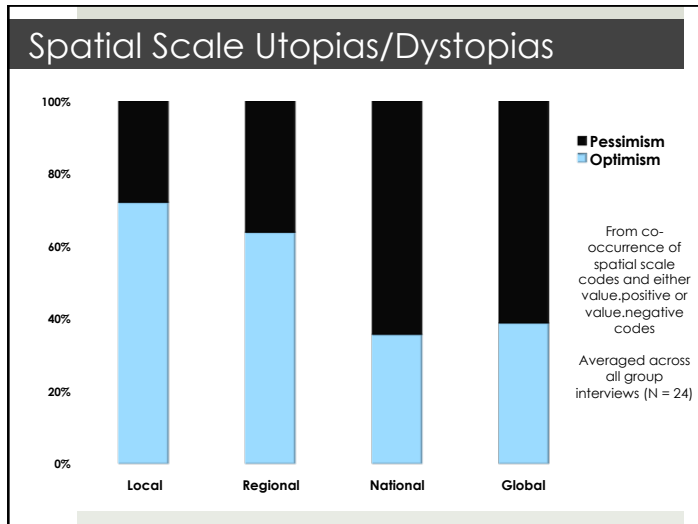 Spatial Scale Utopias/Dystopias
100%
80%
60%
40%
20%
0%
Local Regional National Global
Pessimism
Optimism
From co-
occurrence of
spatial scale
codes and either
value.positive or
value.negative
codes
Averaged across
all group
interviews (N = 24)